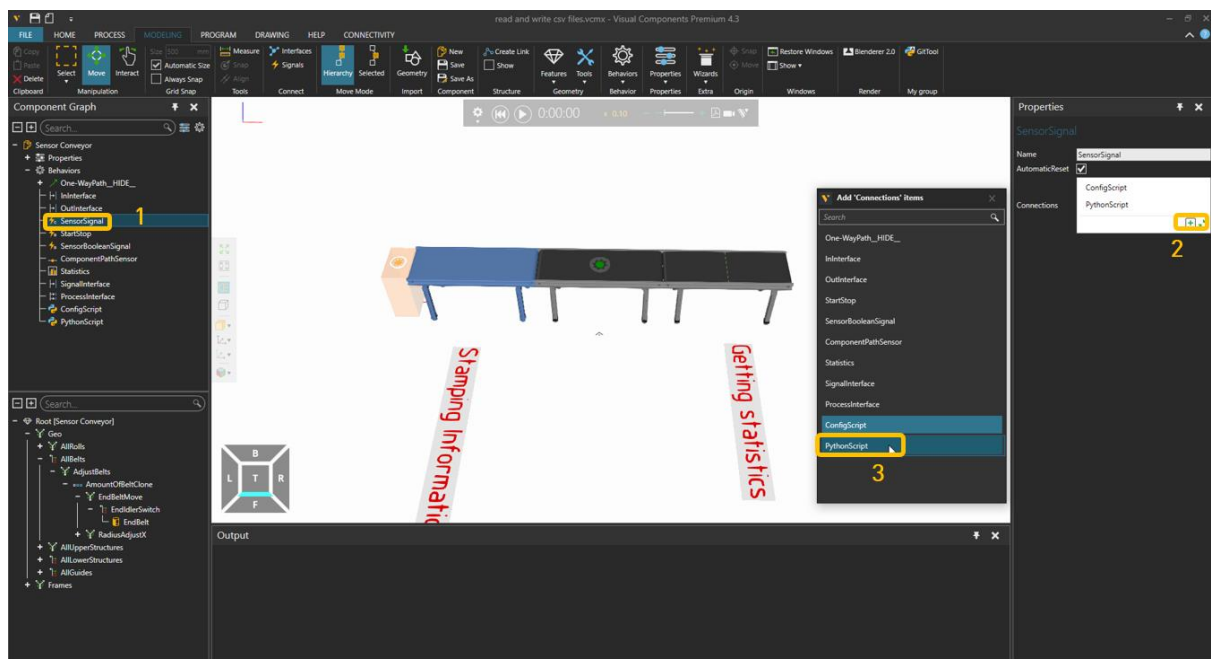 read and write csv files.vcmx - Visual Components Premium 4.3
FILE HOME PROCESS MODELING PROGRAM DRAWING HELP CONNECTIVITY
Copy
Paste
Delete
Clipboard
Select
Move
Interact
Manipulation
Size 500 mm
Automatic Size
Always Snap
Grid Snap
Measure
Snap
Align
Tools
Interfaces
Signals
Connect
Hierarchy
Selected
Move Mode
Geometry
Import
New
Save
Save As
Component
Create Link
Show
Structure
Features
Tools
Geometry
Behaviors
Behavior
Properties
Properties
Wizards
Extra
Snap
Move
Origin
Restore Windows
Show
Windows
Blenderer 2.0
Render
GitTool
My group
Component Graph
Search...
Sensor Conveyor
Properties
Behaviors
One-WayPath__HIDE__
InInterface
OutInterface
SensorSignal
1
StartStop
SensorBooleanSignal
ComponentPathSensor
Statistics
SignalInterface
ProcessInterface
ConfigScript
PythonScript
Search...
Root [Sensor Conveyor]
Geo
AllRolls
AllBelts
AdjustBelts
AmountOfBeltClone
EndBeltMove
EndIdlerSwitch
EndBelt
RadiusAdjustX
AllUpperStructures
AllLowerStructures
AllGuides
Frames
0:00:00
x 0.10
Stamping Informatio
Getting statistics
B
L T R
F
Output
Add 'Connections' items
Search
One-WayPath__HIDE__
InInterface
OutInterface
StartStop
SensorBooleanSignal
ComponentPathSensor
Statistics
SignalInterface
ProcessInterface
ConfigScript
PythonScript
3
Properties
SensorSignal
Name SensorSignal
AutomaticReset
Connections
ConfigScript
PythonScript
2